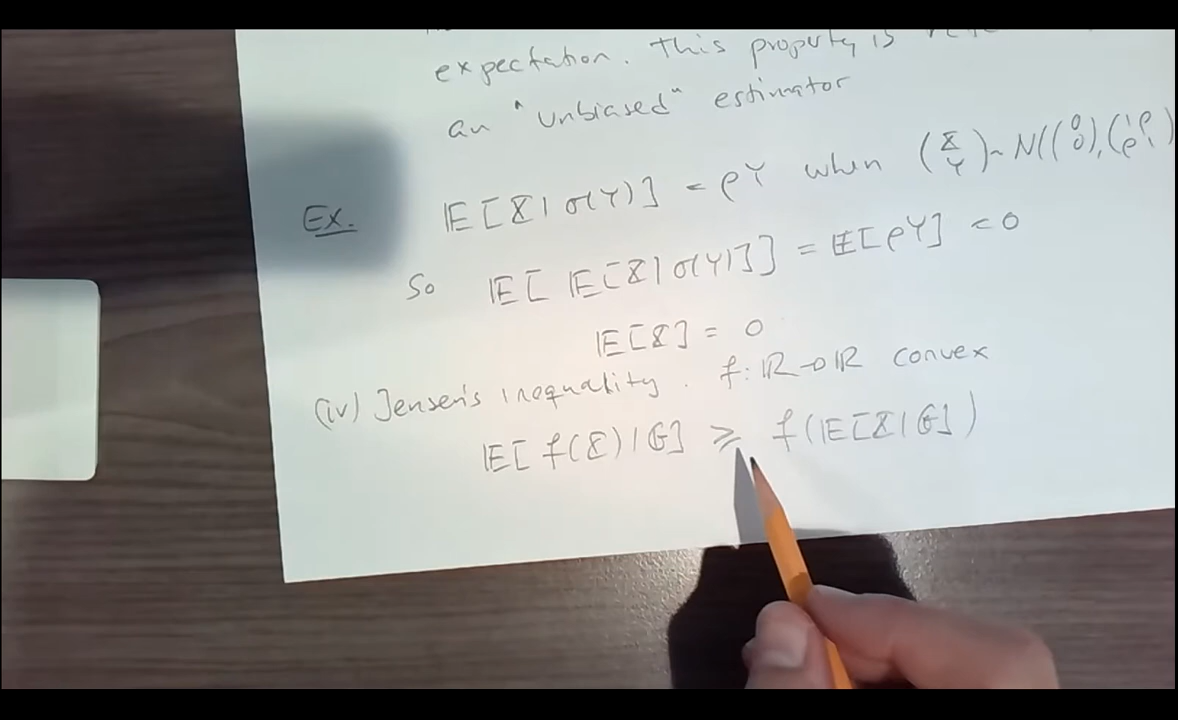 expectation. This property is
an "unbiased" estimator
Ex. 𝔼[X|σ(Y)] = ρY when (X Y) ~ N((0 0), (1 ρ ρ 1))
So 𝔼[𝔼[X|σ(Y)]] = 𝔼[ρY] = 0
𝔼[X] = 0
(iv) Jensen's inequality. f: ℝ → ℝ convex
𝔼[f(X)|G] ≥ f(𝔼[X|G])